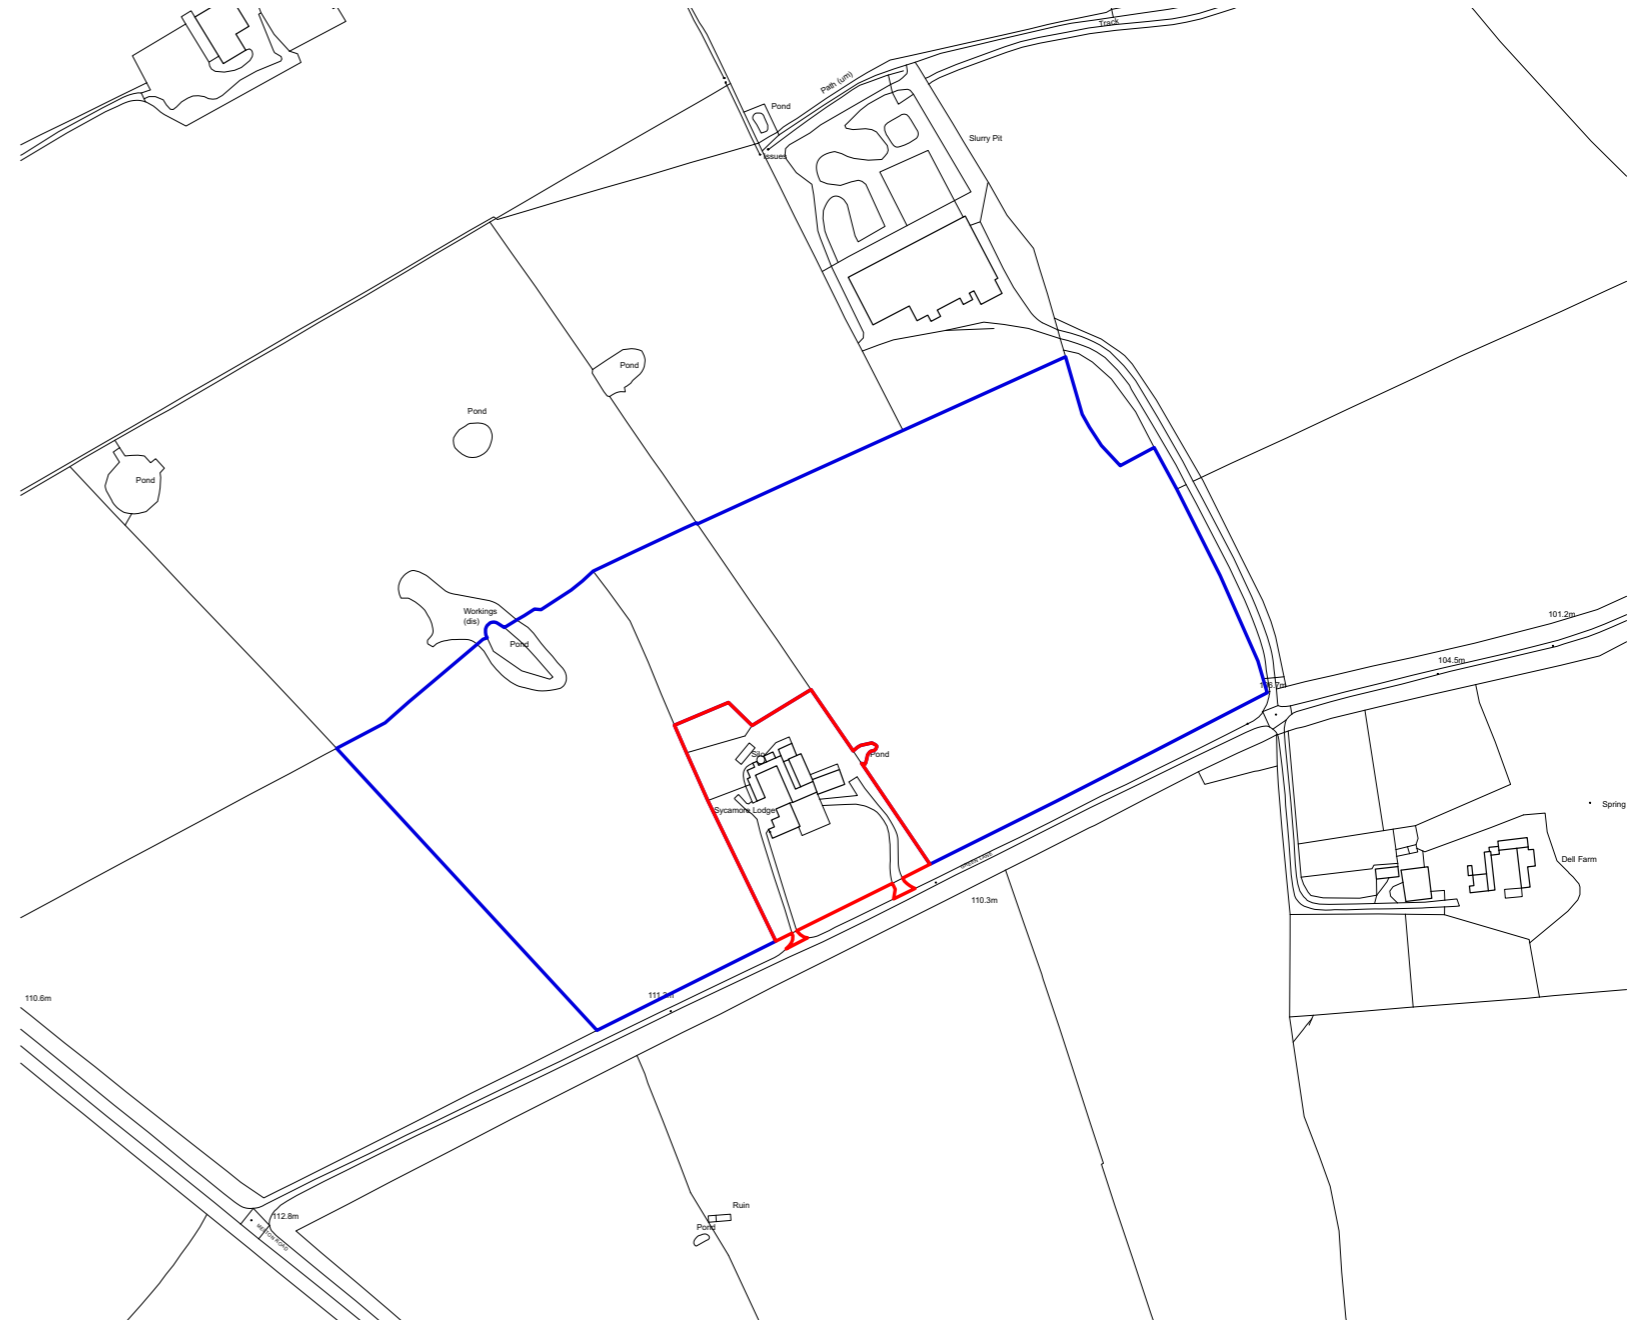 Track
Path (um)
Pond
Slurry Pit
Issues
Pond
Pond
Pond
Workings
(dis)
Pond
101.2m
104.5m
Pond
Silo
Spring
Sycamore Lodge
Dell Farm
110.3m
110.6m
Ruin
112.8m
Pond